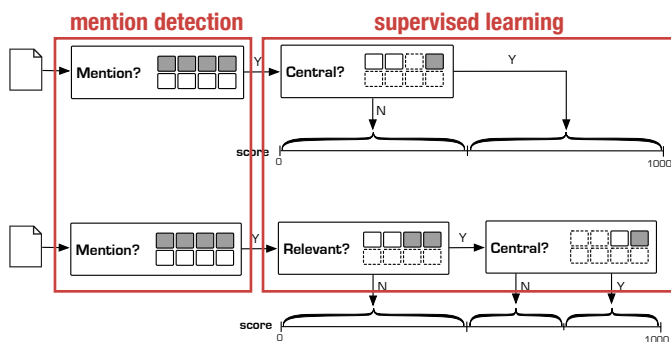 mention detection
supervised learning
Mention?
Y
Central?
Y
N
score
0
1000
Mention?
Y
Relevant?
Y
Central?
N
N
Y
score
0
1000